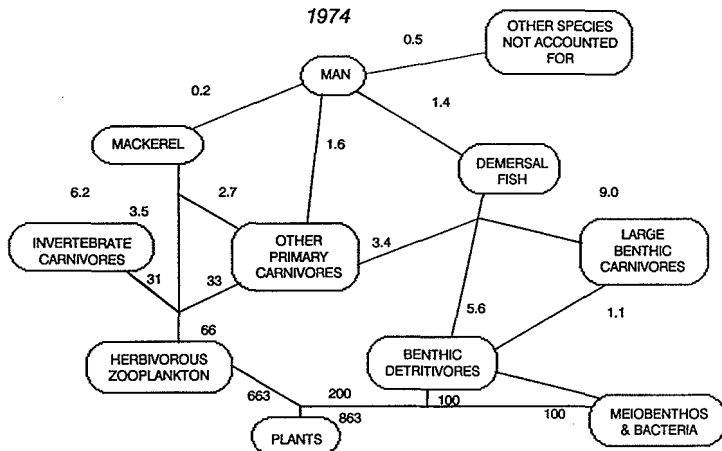 1974
OTHER SPECIES
NOT ACCOUNTED
FOR
0.5
MAN
0.2
1.4
1.6
MACKEREL
DEMERSAL
FISH
6.2
3.5
2.7
9.0
INVERTEBRATE
CARNIVORES
OTHER
PRIMARY
CARNIVORES
3.4
LARGE
BENTHIC
CARNIVORES
31
33
5.6
1.1
66
HERBIVOROUS
ZOOPLANKTON
BENTHIC
DETRITIVORES
663
200
100
100
863
PLANTS
MEIOBENTHOS
& BACTERIA